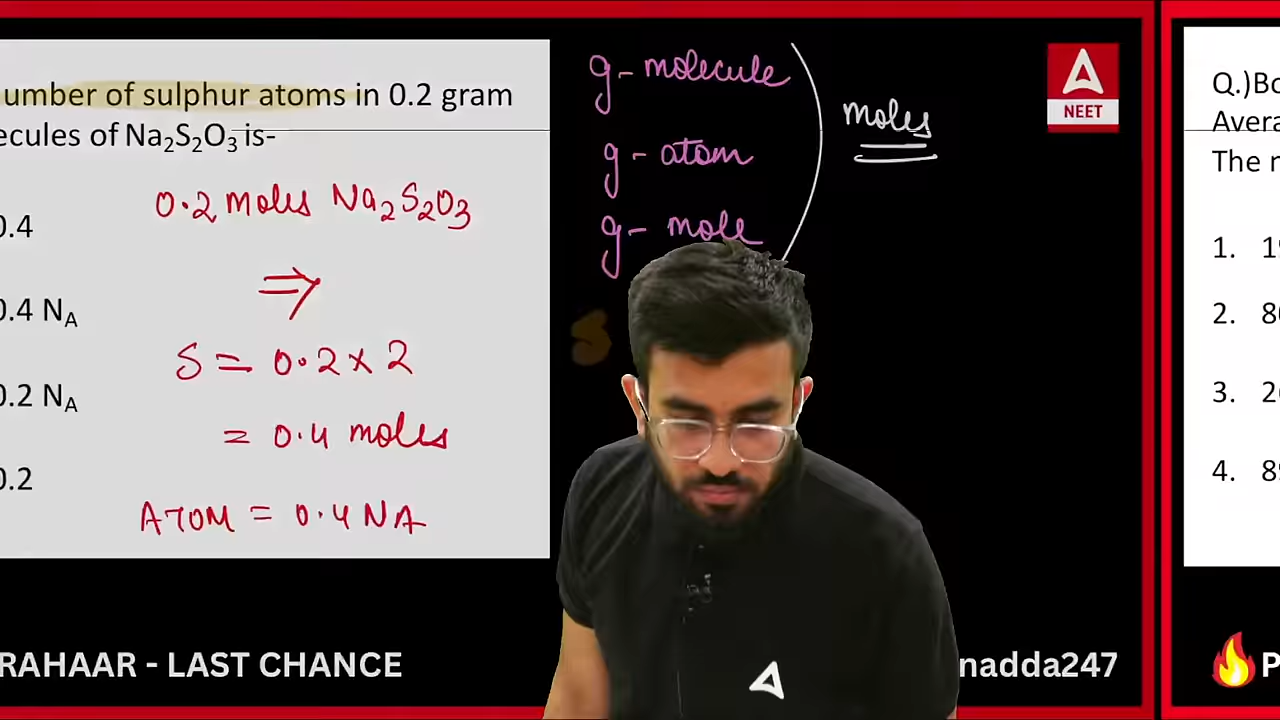 umber of sulphur atoms in 0.2 gram
ecules of Na₂S₂O₃ is-
0.2 moles Na₂S₂O₃
0.4
⇒
0.4 NA
S = 0.2 × 2
0.2 NA
= 0.4 moles
0.2
ATOM = 0.4 NA
g- molecule
g- atom
g- mole
moles
NEET
Q.)Bo
Avera
The r
1.
2. 8
3. 2
4. 8
RAHAAR - LAST CHANCE
nadda247
P